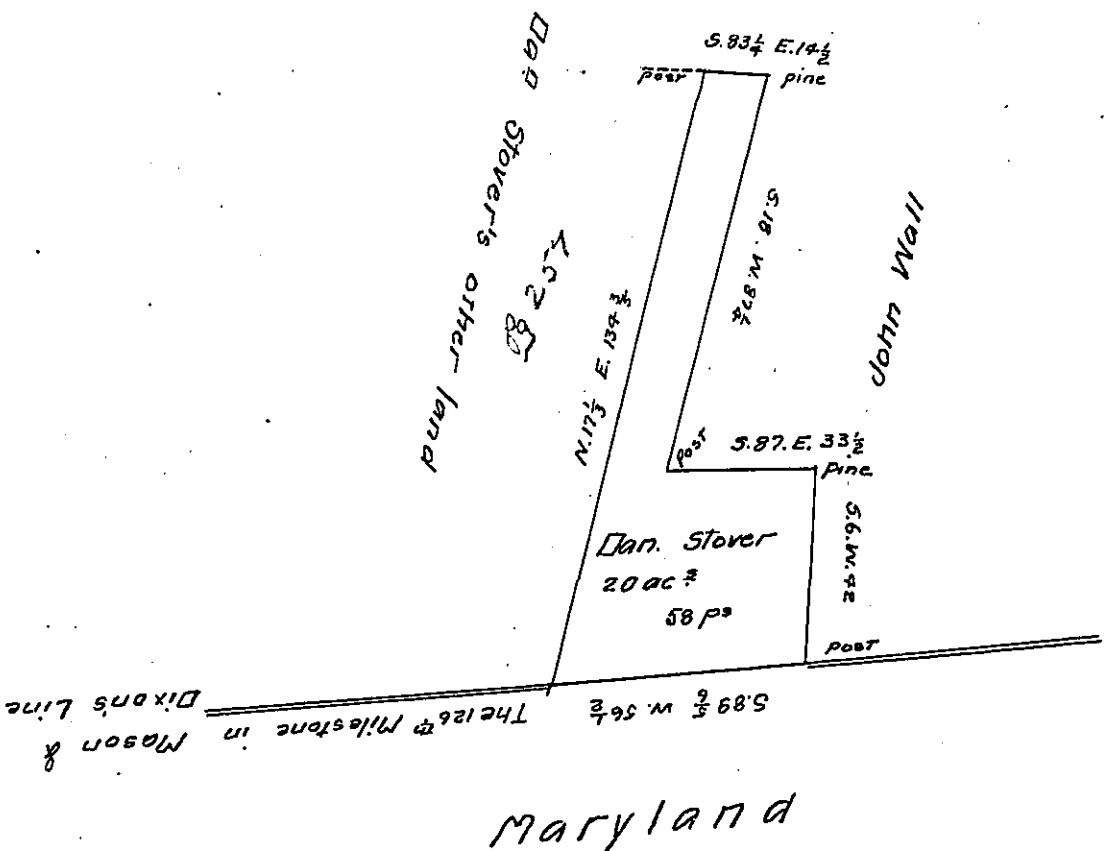 S.83¼ E.14½
post
pine
Dan Stover's other land
257
N.17⅓ E. 134⅗
S.18. W.87¼
John Wall
post
S.87. E. 33½
Pine
S.6.W.42
Dan. Stover
20 ac
58 ps
post
S.89⅚ W. 56½
The 126th Milestone in Mason &
Dixon's Line
Maryland